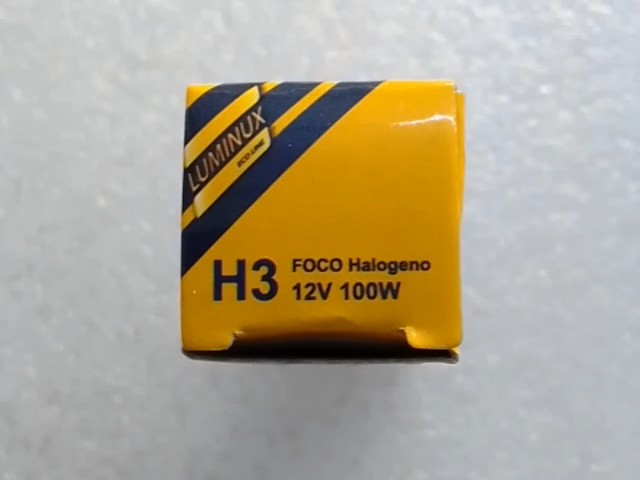 LUMINUX
ECO-LINE
H3
FOCO Halogeno
12V 100W